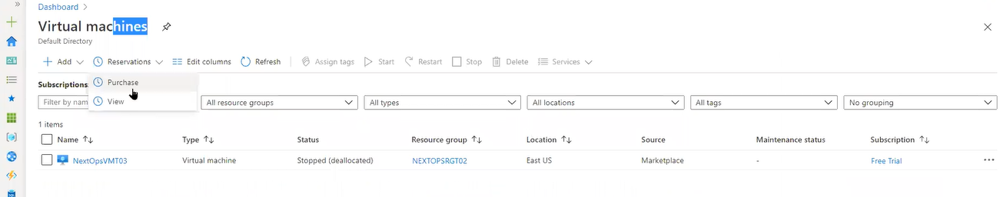 Dashboard
Virtual machines
Default Directory
Add Reservations Edit columns Refresh Assign tags Start Restart Stop Delete Services
Purchase
View
Subscriptions
Filter by nam All resource groups All types All locations All tags No grouping
1 items
Name Type Status Resource group Location Source Maintenance status Subscription
NextOpsVMT03 Virtual machine Stopped (deallocated) NEXTOPSRGT02 East US Marketplace - Free Trial